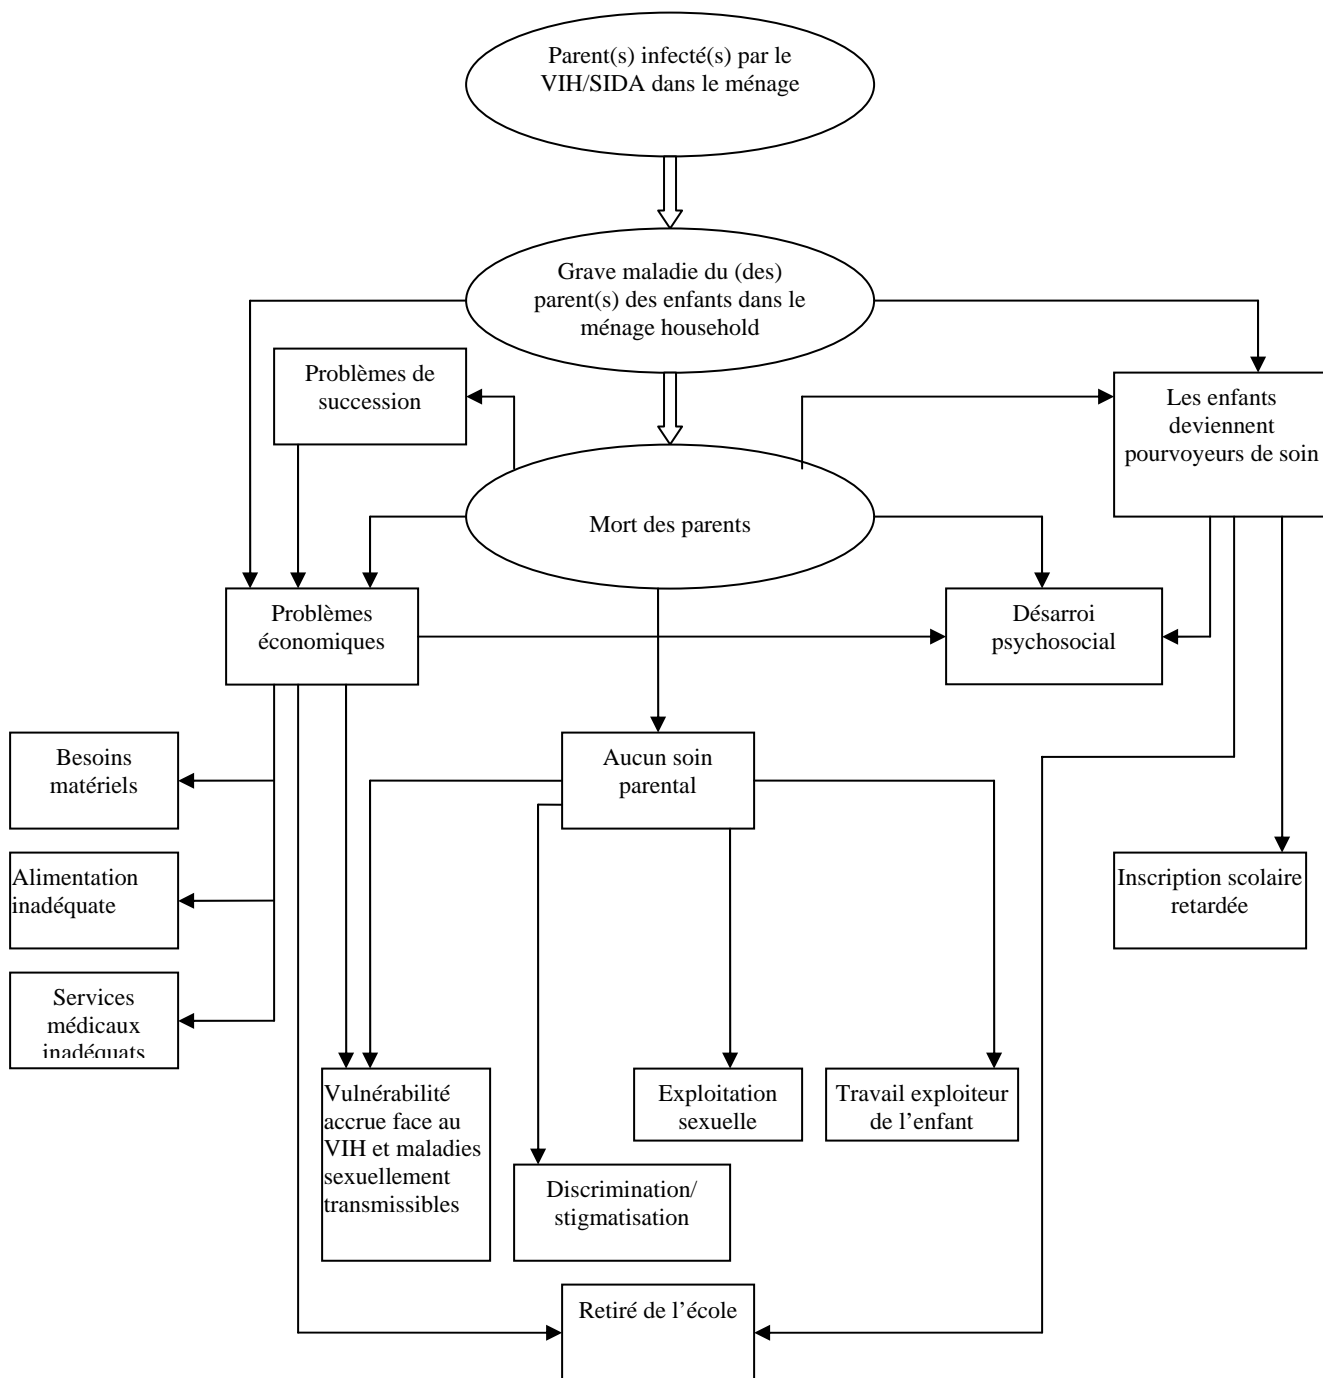 Parent(s) infecté(s) par le
VIH/SIDA dans le ménage
Grave maladie du (des)
parent(s) des enfants dans le
ménage household
Problèmes de
succession
Les enfants
deviennent
pourvoyeurs de soin
Mort des parents
Problèmes
économiques
Désarroi
psychosocial
Besoins
matériels
Aucun soin
parental
Alimentation
inadéquate
Inscription scolaire
retardée
Services
médicaux
inadéquats
Vulnérabilité
accrue face au
VIH et maladies
sexuellement
transmissibles
Exploitation
sexuelle
Travail exploiteur
de l’enfant
Discrimination/
stigmatisation
Retiré de l’école